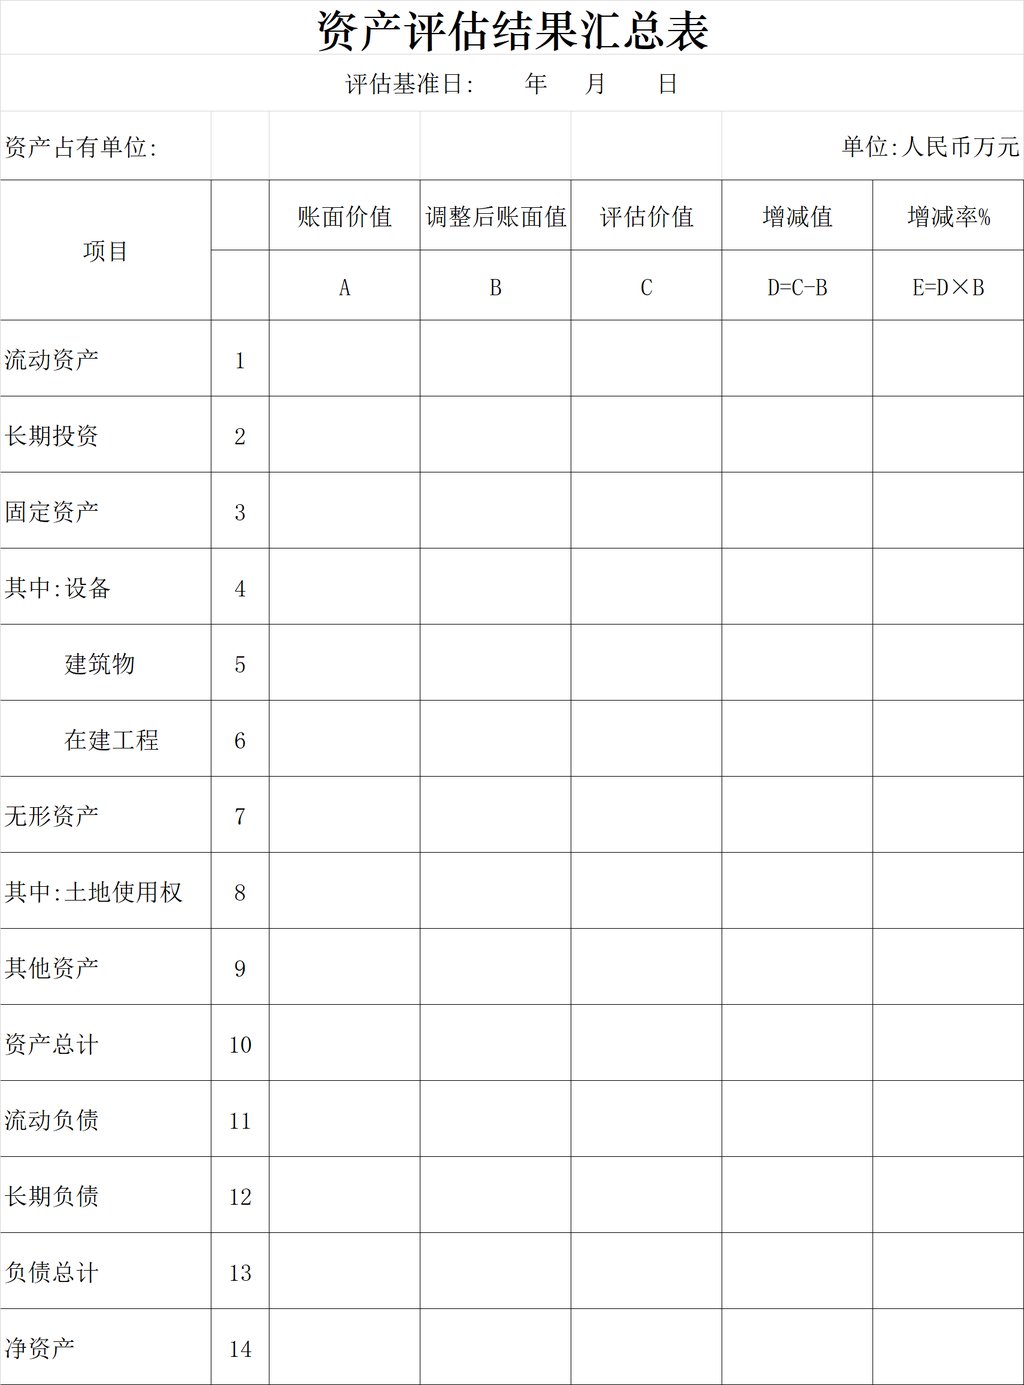 资产评估结果汇总表
评估基准日: 年 月 日
资产占有单位: 单位:人民币万元
项目 账面价值 调整后账面值 评估价值 增减值 增减率%
A B C D=C-B E=D×B
流动资产 1
长期投资 2
固定资产 3
其中:设备 4
建筑物 5
在建工程 6
无形资产 7
其中:土地使用权 8
其他资产 9
资产总计 10
流动负债 11
长期负债 12
负债总计 13
净资产 14